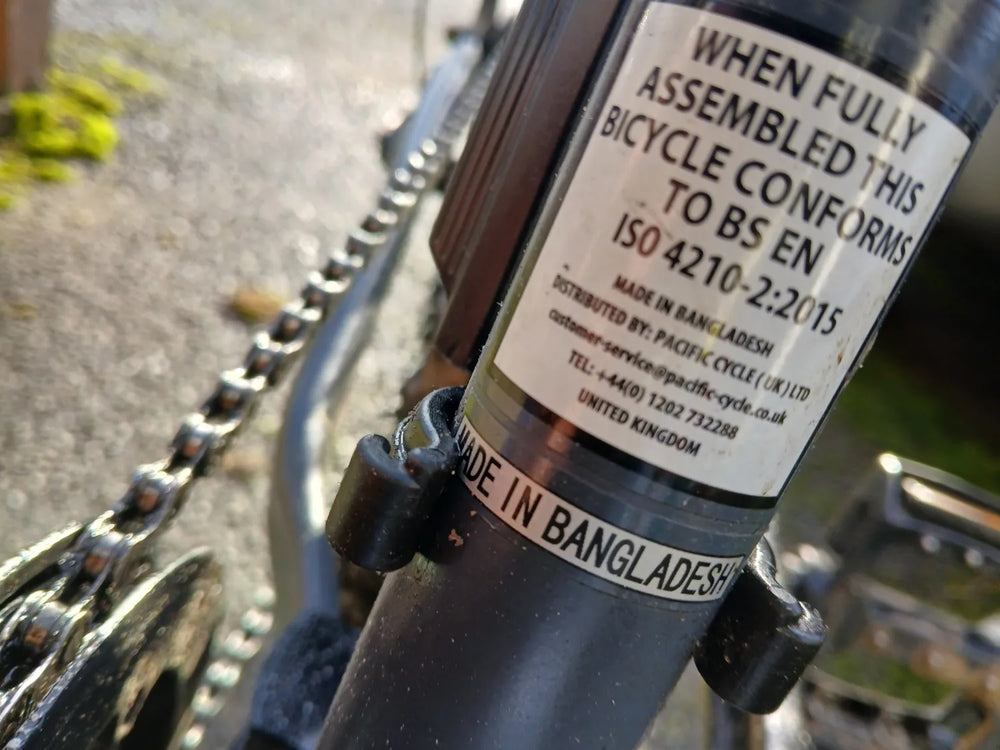 WHEN FULLY
ASSEMBLED THIS
BICYCLE CONFORMS
TO BS EN
ISO 4210-2:2015
MADE IN BANGLADESH
DISTRIBUTED BY: PACIFIC CYCLE ( UK ) LTD
customer-service@pacific-cycle.co.uk
TEL: +44(0) 1202 732288
UNITED KINGDOM
MADE IN BANGLADESH